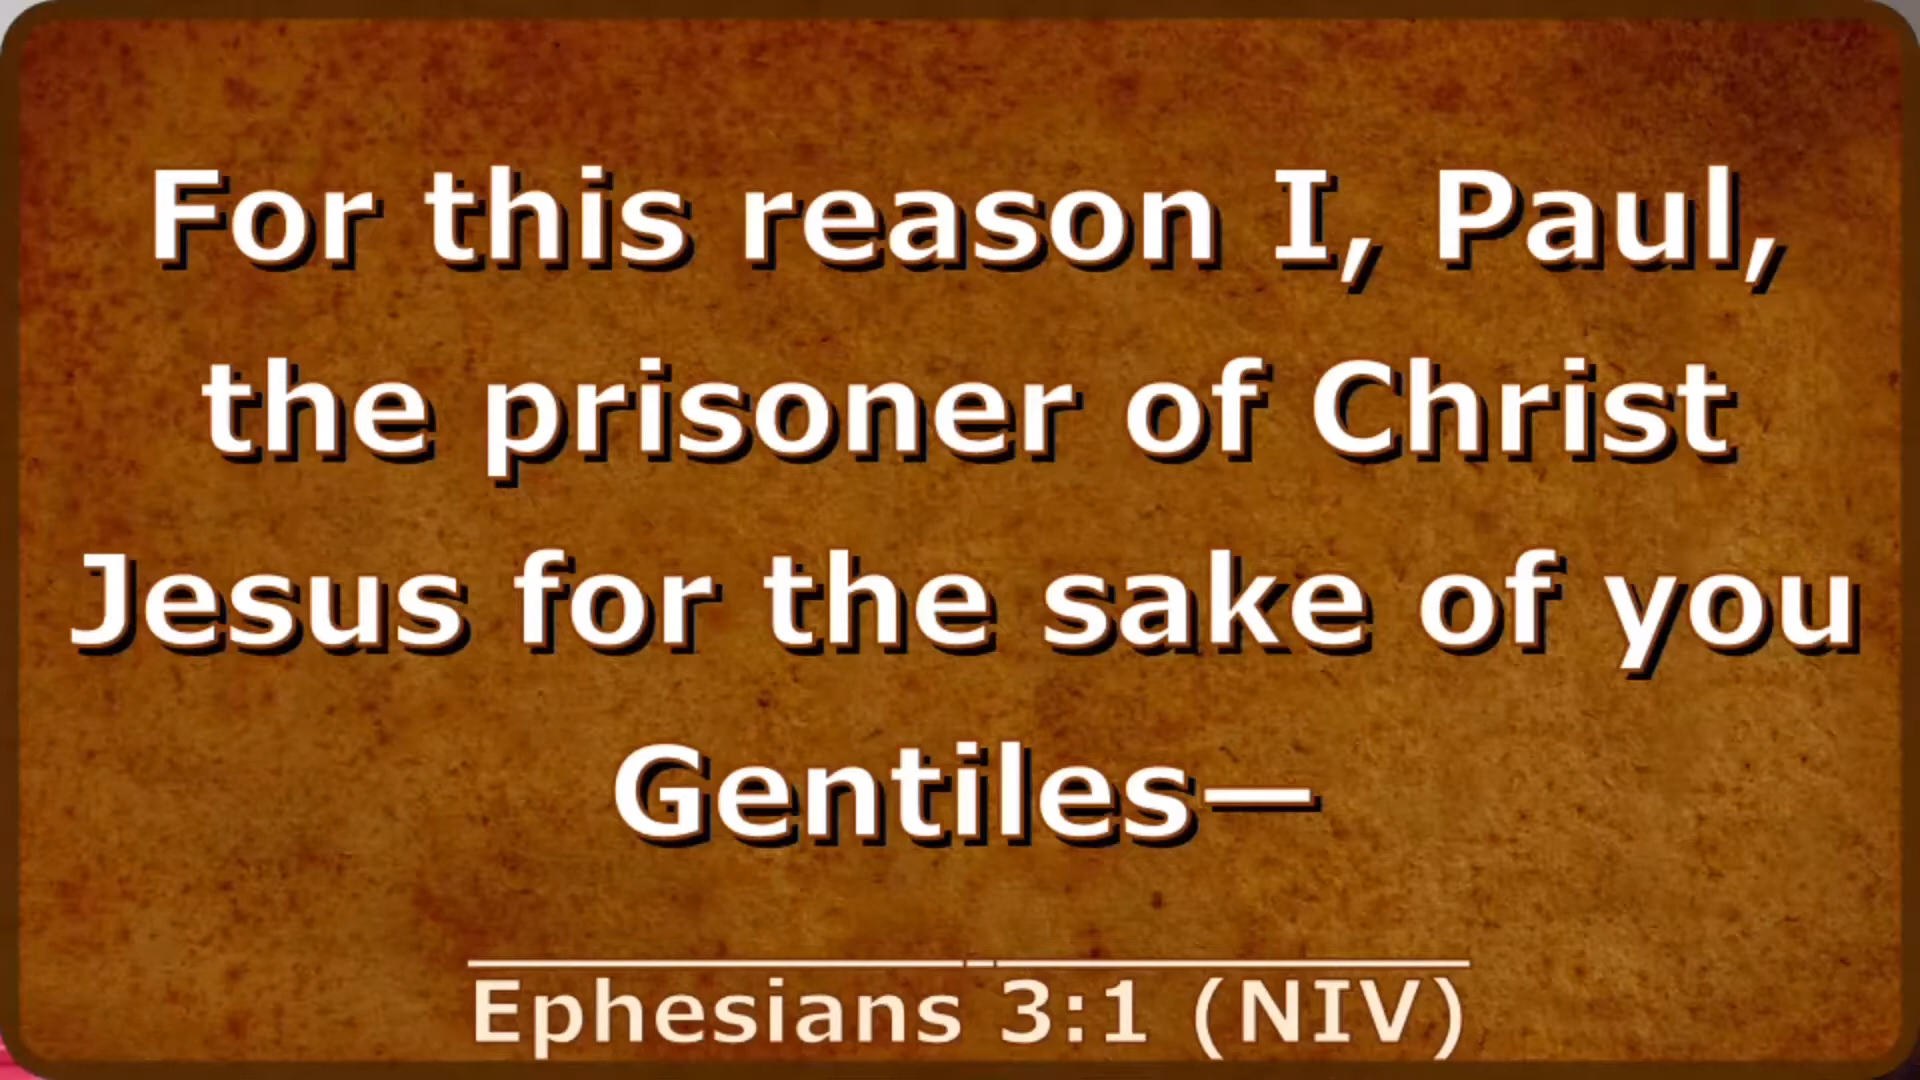 For this reason I, Paul,
the prisoner of Christ
Jesus for the sake of you
Gentiles—
Ephesians 3:1 (NIV)